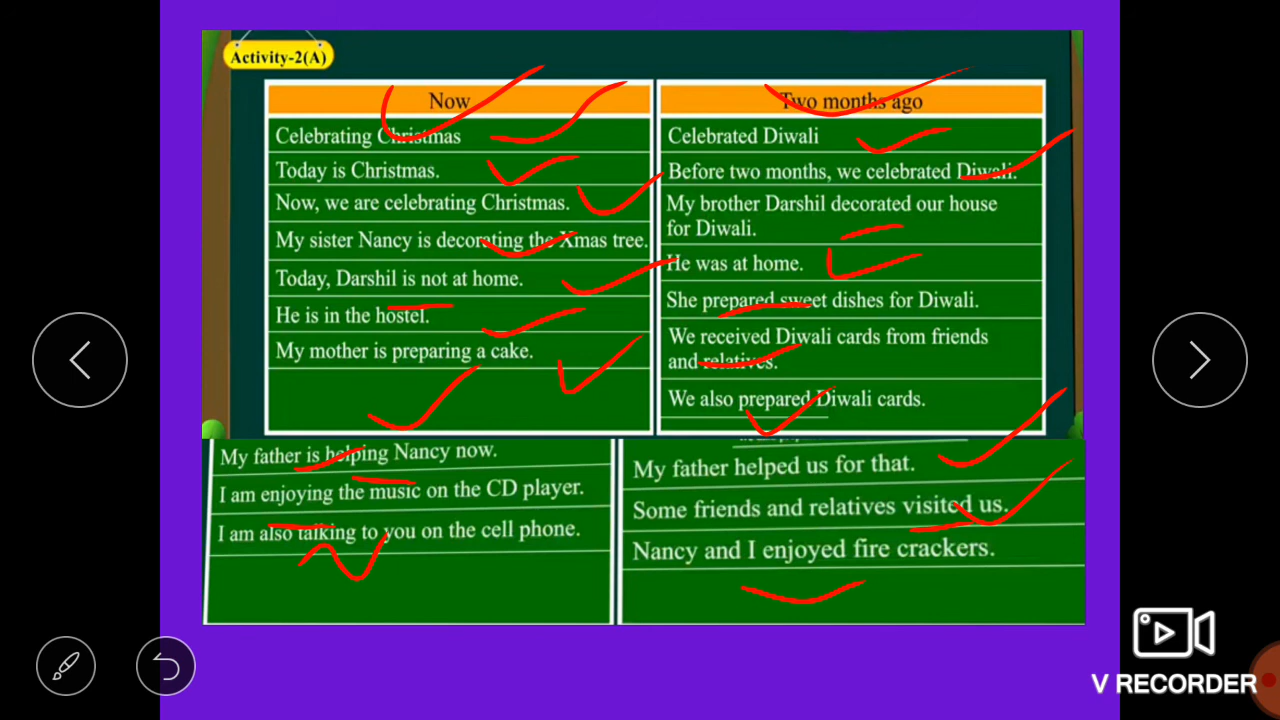 Activity-2(A)
Now
Celebrating Christmas
Today is Christmas.
Now, we are celebrating Christmas.
My sister Nancy is decorating the Xmas tree.
Today, Darshil is not at home.
He is in the hostel.
My mother is preparing a cake.
My father is helping Nancy now.
I am enjoying the music on the CD player.
I am also talking to you on the cell phone.
Two months ago
Celebrated Diwali
Before two months, we celebrated Diwali.
My brother Darshil decorated our house
for Diwali.
He was at home.
She prepared sweet dishes for Diwali.
We received Diwali cards from friends
and relatives.
We also prepared Diwali cards.
My father helped us for that.
Some friends and relatives visited us.
Nancy and I enjoyed fire crackers.
V RECORDER